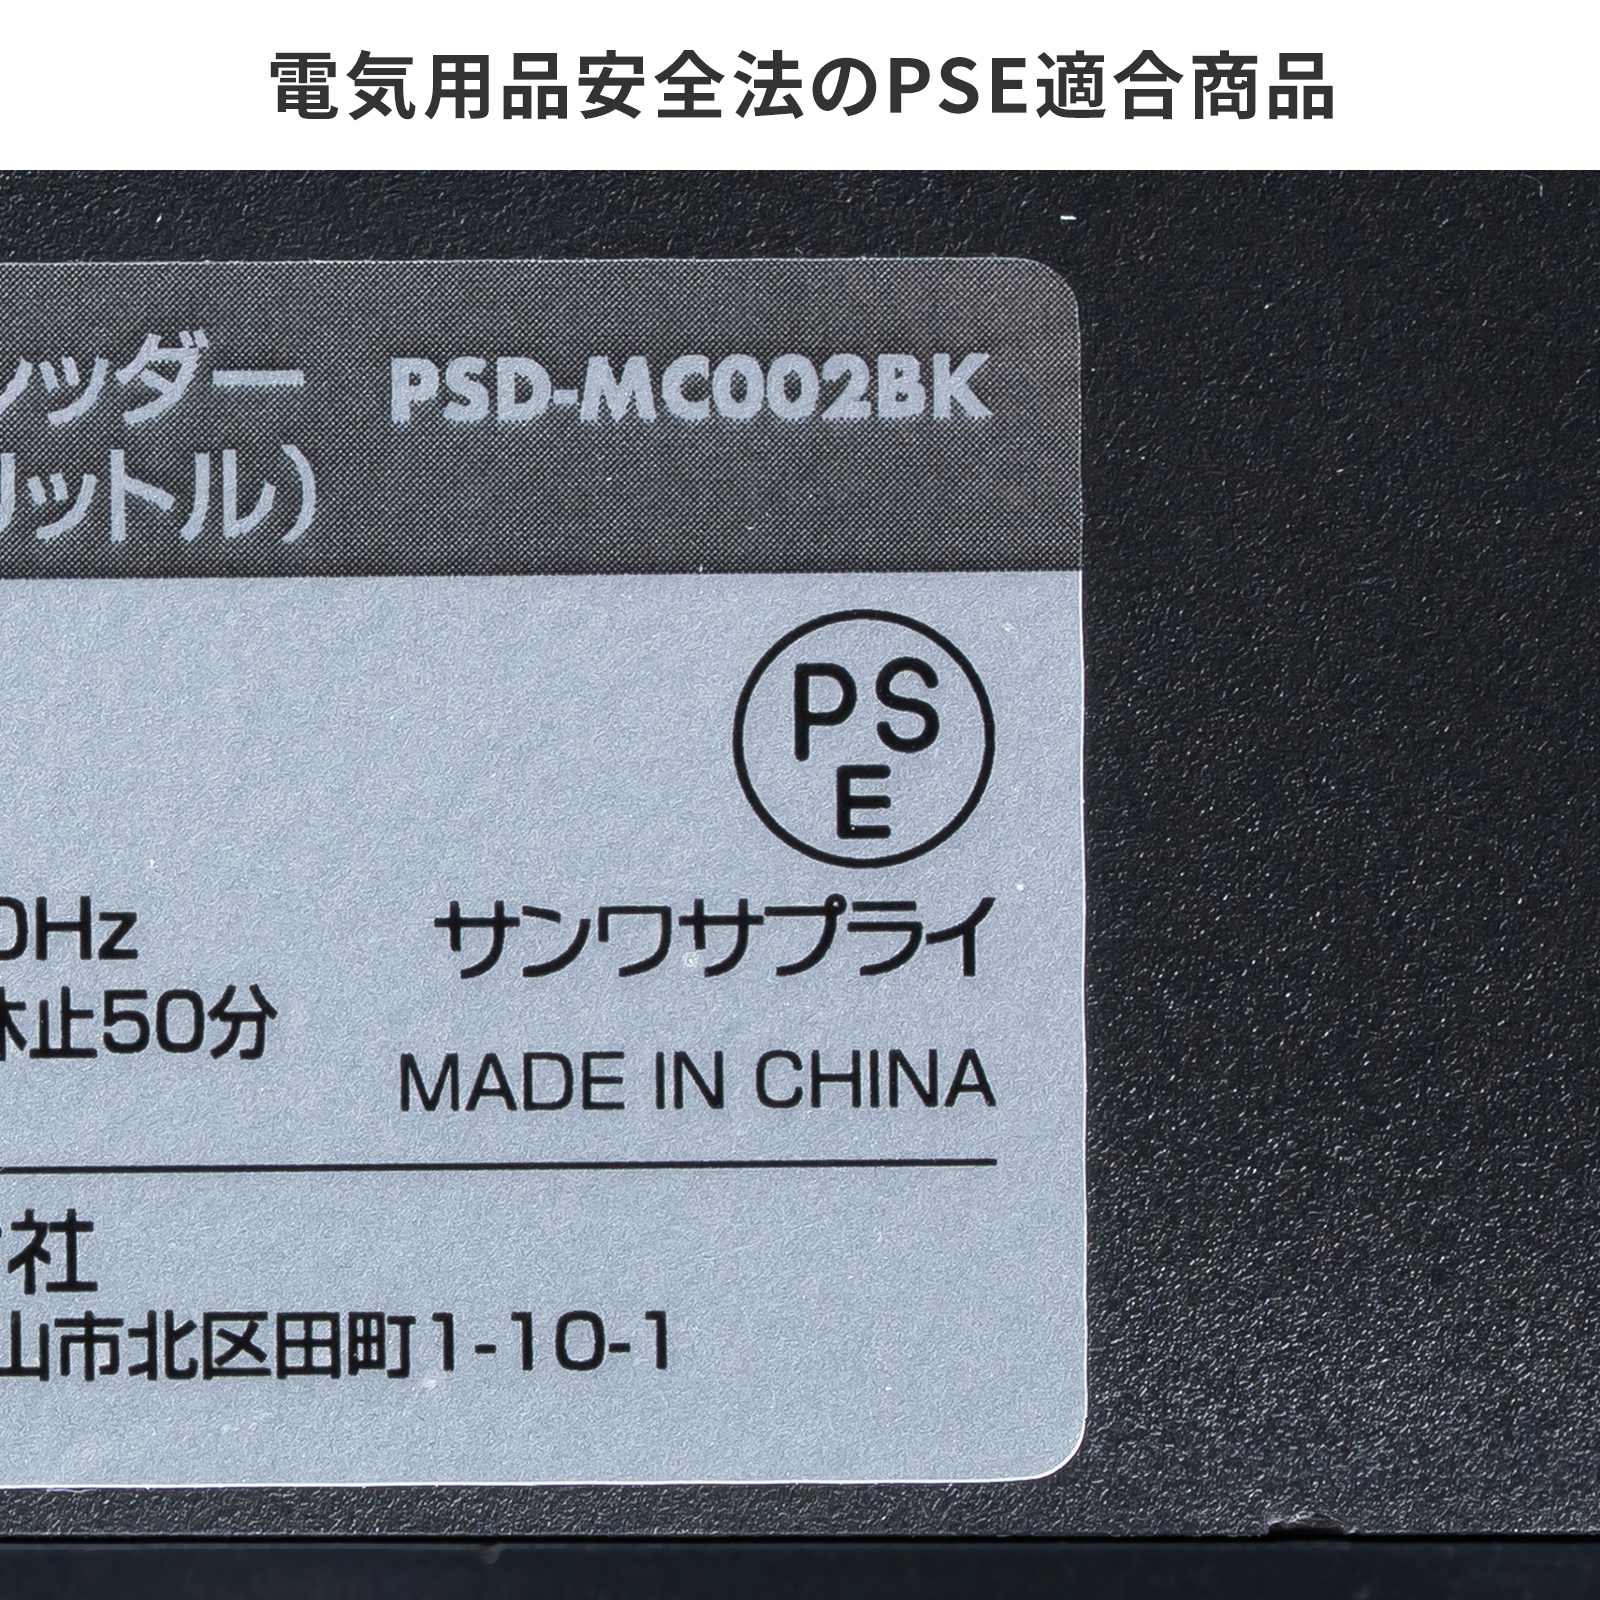 電気用品安全法のPSE適合商品
レッダー PSD-MC002BK
リットル)
PS
E
0Hz
サンワサプライ
休止50分
MADE IN CHINA
社
山市北区田町1-10-1